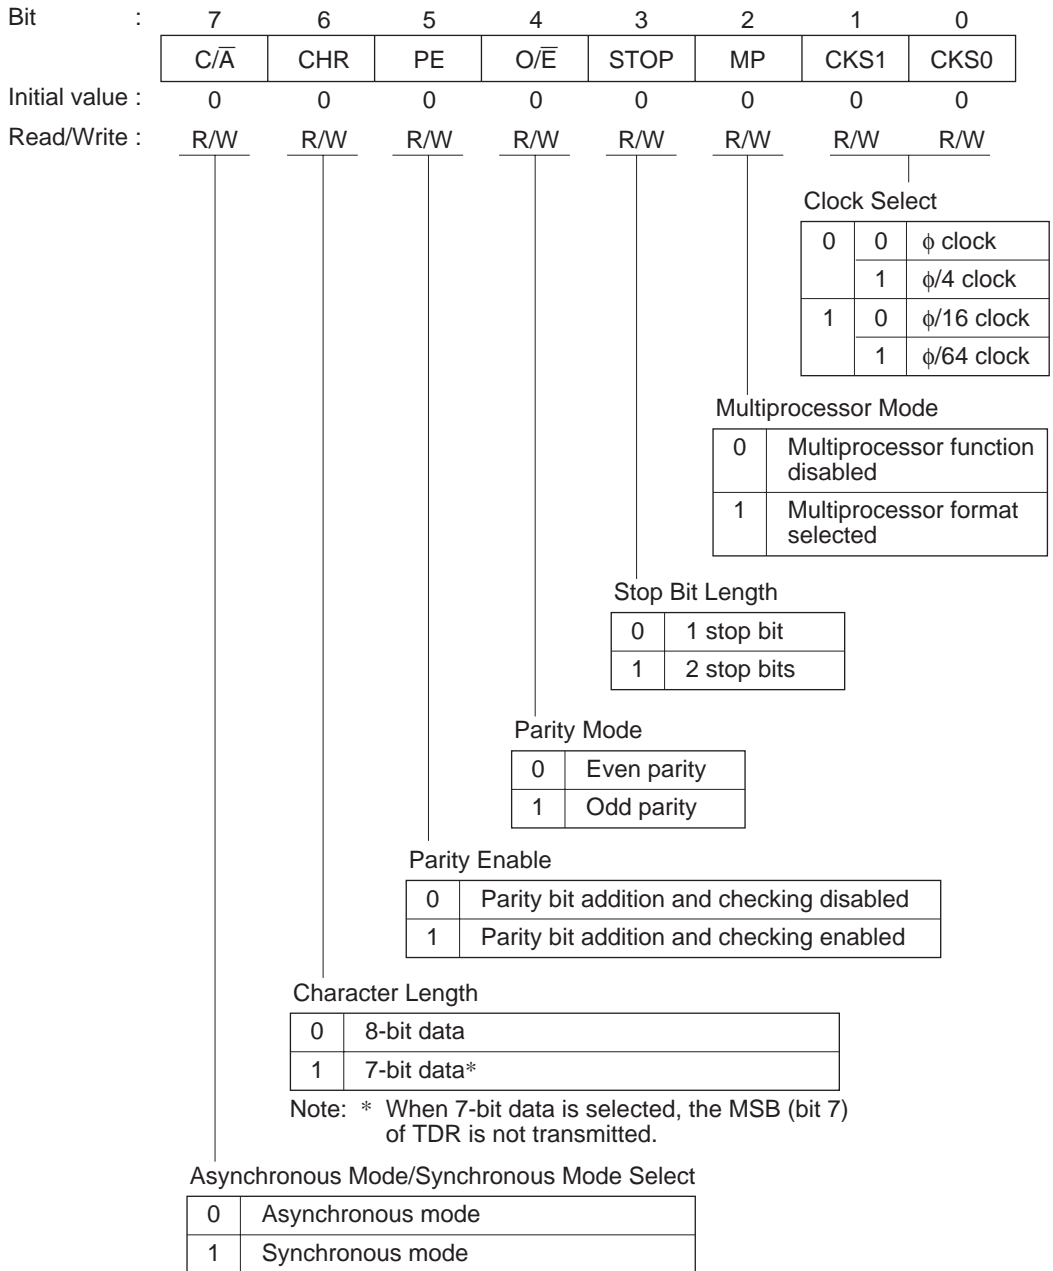 Bit : 7 6 5 4 3 2 1 0
C/A̅ CHR PE O/E̅ STOP MP CKS1 CKS0
Initial value : 0 0 0 0 0 0 0 0
Read/Write : R/W R/W R/W R/W R/W R/W R/W R/W
Clock Select
0 0 ϕ clock
1 ϕ/4 clock
1 0 ϕ/16 clock
1 ϕ/64 clock
Multiprocessor Mode
0 Multiprocessor function
disabled
1 Multiprocessor format
selected
Stop Bit Length
0 1 stop bit
1 2 stop bits
Parity Mode
0 Even parity
1 Odd parity
Parity Enable
0 Parity bit addition and checking disabled
1 Parity bit addition and checking enabled
Character Length
0 8-bit data
1 7-bit data*
Note: * When 7-bit data is selected, the MSB (bit 7)
of TDR is not transmitted.
Asynchronous Mode/Synchronous Mode Select
0 Asynchronous mode
1 Synchronous mode